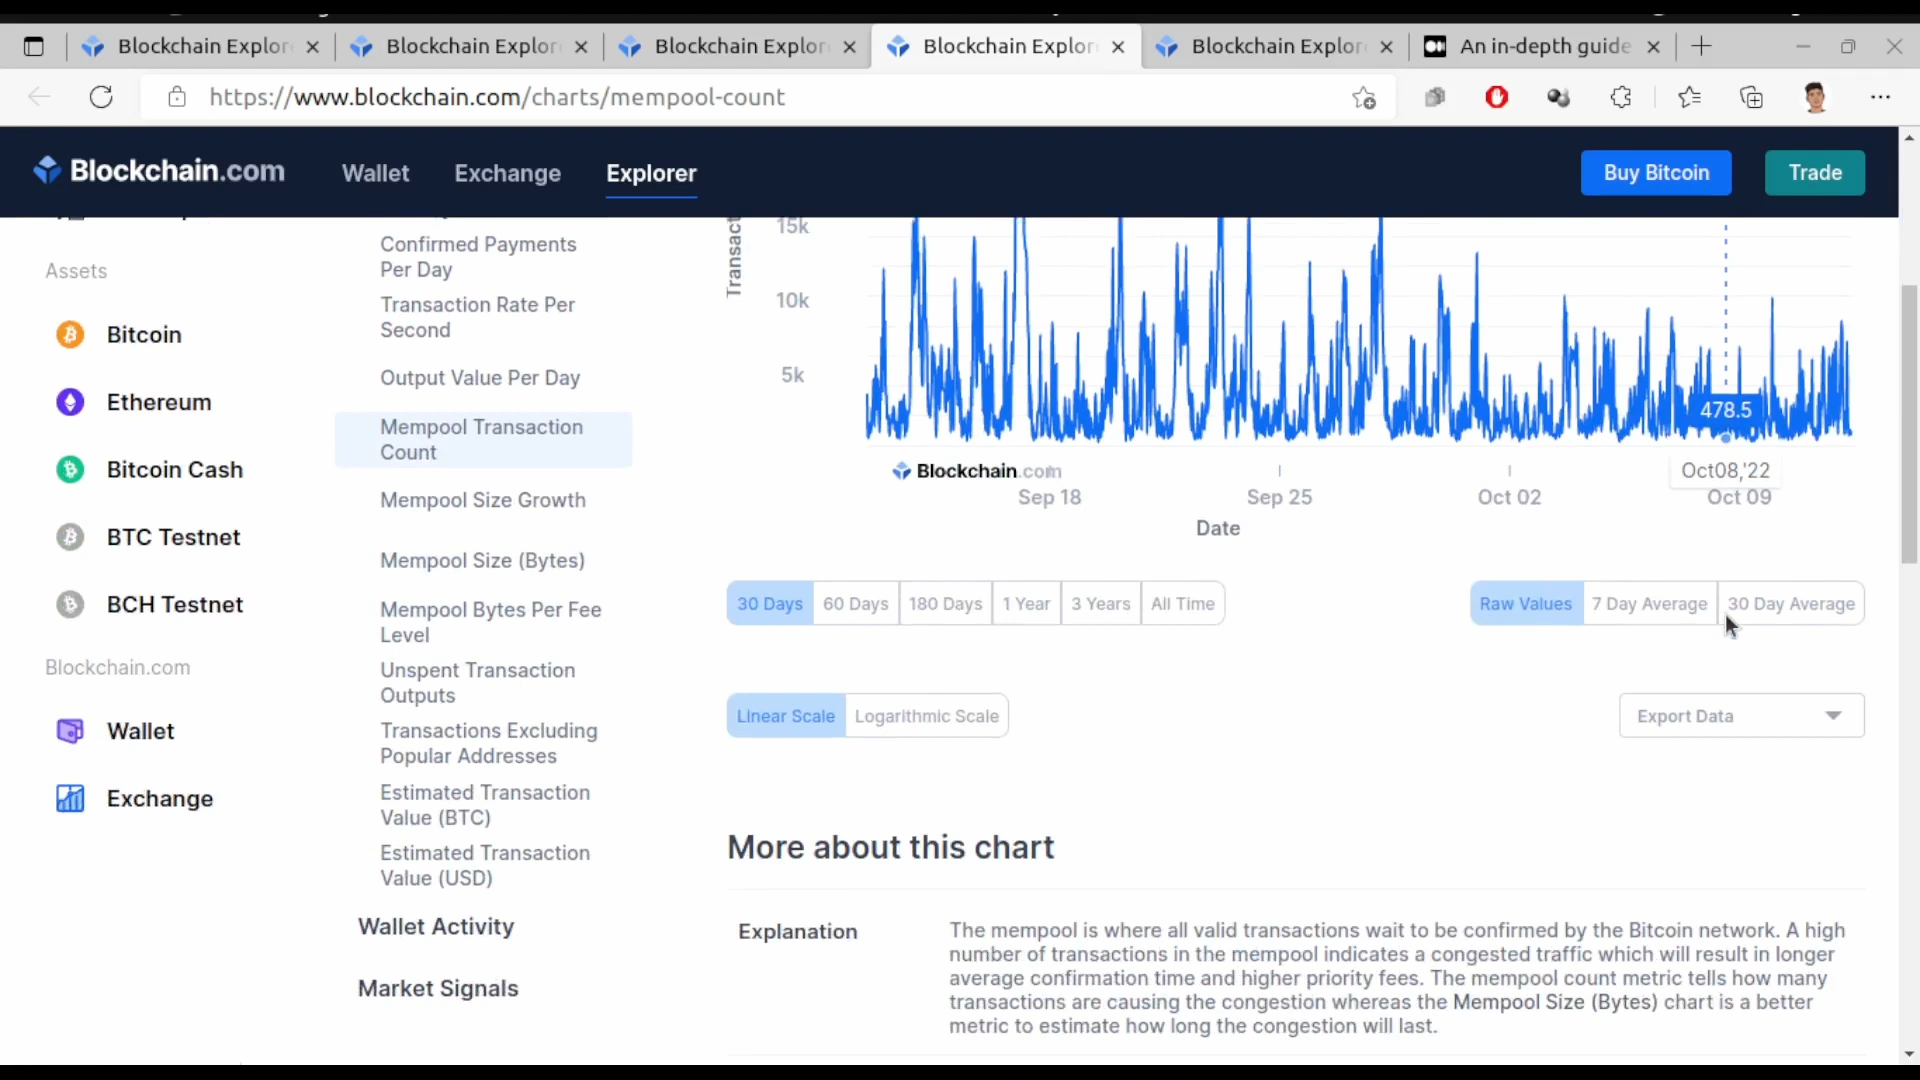 Blockchain Explor
Blockchain Explor
Blockchain Explor
Blockchain Explor
Blockchain Explor
An in-depth guide
https://www.blockchain.com/charts/mempool-count
Blockchain.com
Wallet
Exchange
Explorer
Buy Bitcoin
Trade
Assets
Bitcoin
Ethereum
Bitcoin Cash
BTC Testnet
BCH Testnet
Blockchain.com
Wallet
Exchange
Confirmed Payments
Per Day
Transaction Rate Per
Second
Output Value Per Day
Mempool Transaction
Count
Mempool Size Growth
Mempool Size (Bytes)
Mempool Bytes Per Fee
Level
Unspent Transaction
Outputs
Transactions Excluding
Popular Addresses
Estimated Transaction
Value (BTC)
Estimated Transaction
Value (USD)
Wallet Activity
Market Signals
Transact
15k
10k
5k
478.5
Blockchain.com
Oct08,'22
Sep 18
Sep 25
Oct 02
Oct 09
Date
30 Days
60 Days
180 Days
1 Year
3 Years
All Time
Raw Values
7 Day Average
30 Day Average
Linear Scale
Logarithmic Scale
Export Data
More about this chart
Explanation
The mempool is where all valid transactions wait to be confirmed by the Bitcoin network. A high
number of transactions in the mempool indicates a congested traffic which will result in longer
average confirmation time and higher priority fees. The mempool count metric tells how many
transactions are causing the congestion whereas the Mempool Size (Bytes) chart is a better
metric to estimate how long the congestion will last.